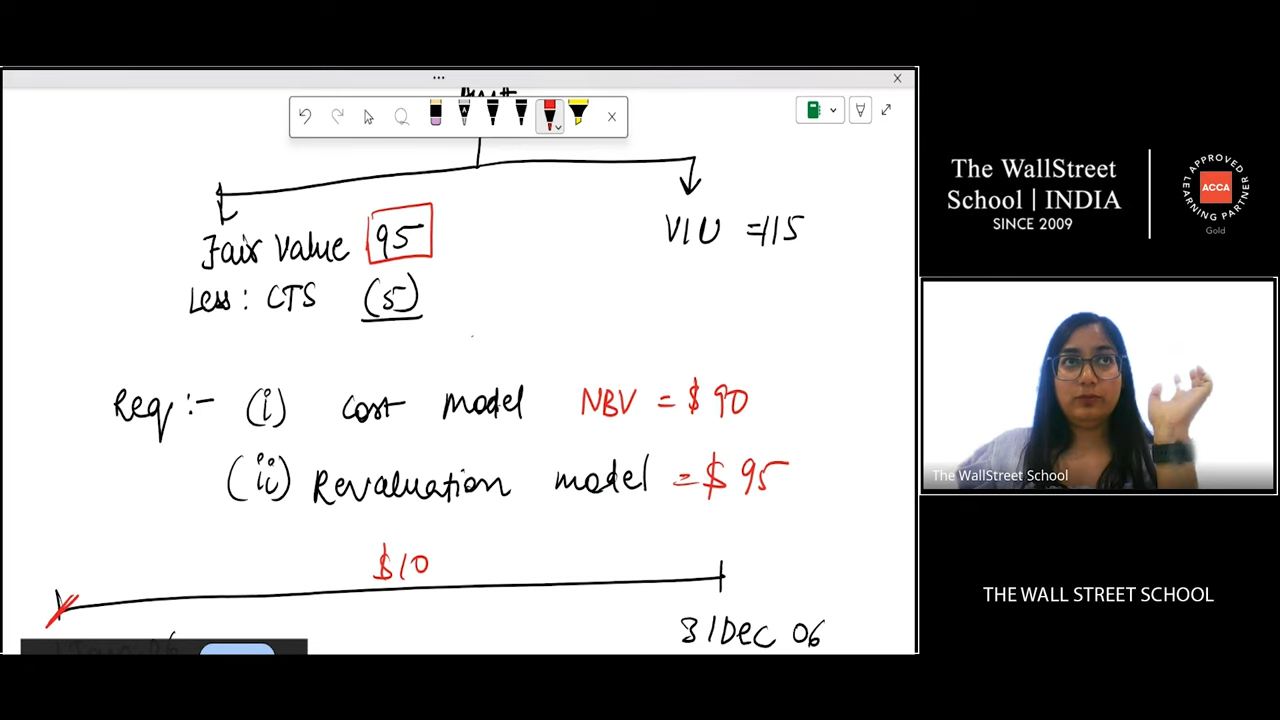 Fair Value 95
VIU = 115
Less : CTS (5)
Req :- (i) Cost model NBV = $ 90
(ii) Revaluation model = $ 95
$10
31 Dec 06
The WallStreet
School | INDIA
SINCE 2009
APPROVED
ACCA
LEARNING PARTNER
Gold
The WallStreet School
THE WALL STREET SCHOOL